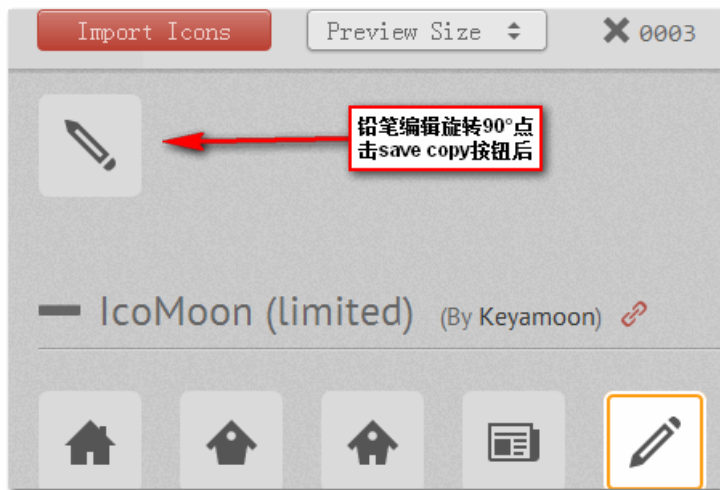 Import Icons Preview Size 0003
铅笔编辑旋转90°点
击save copy按钮后
IcoMoon (limited) (By Keyamoon)